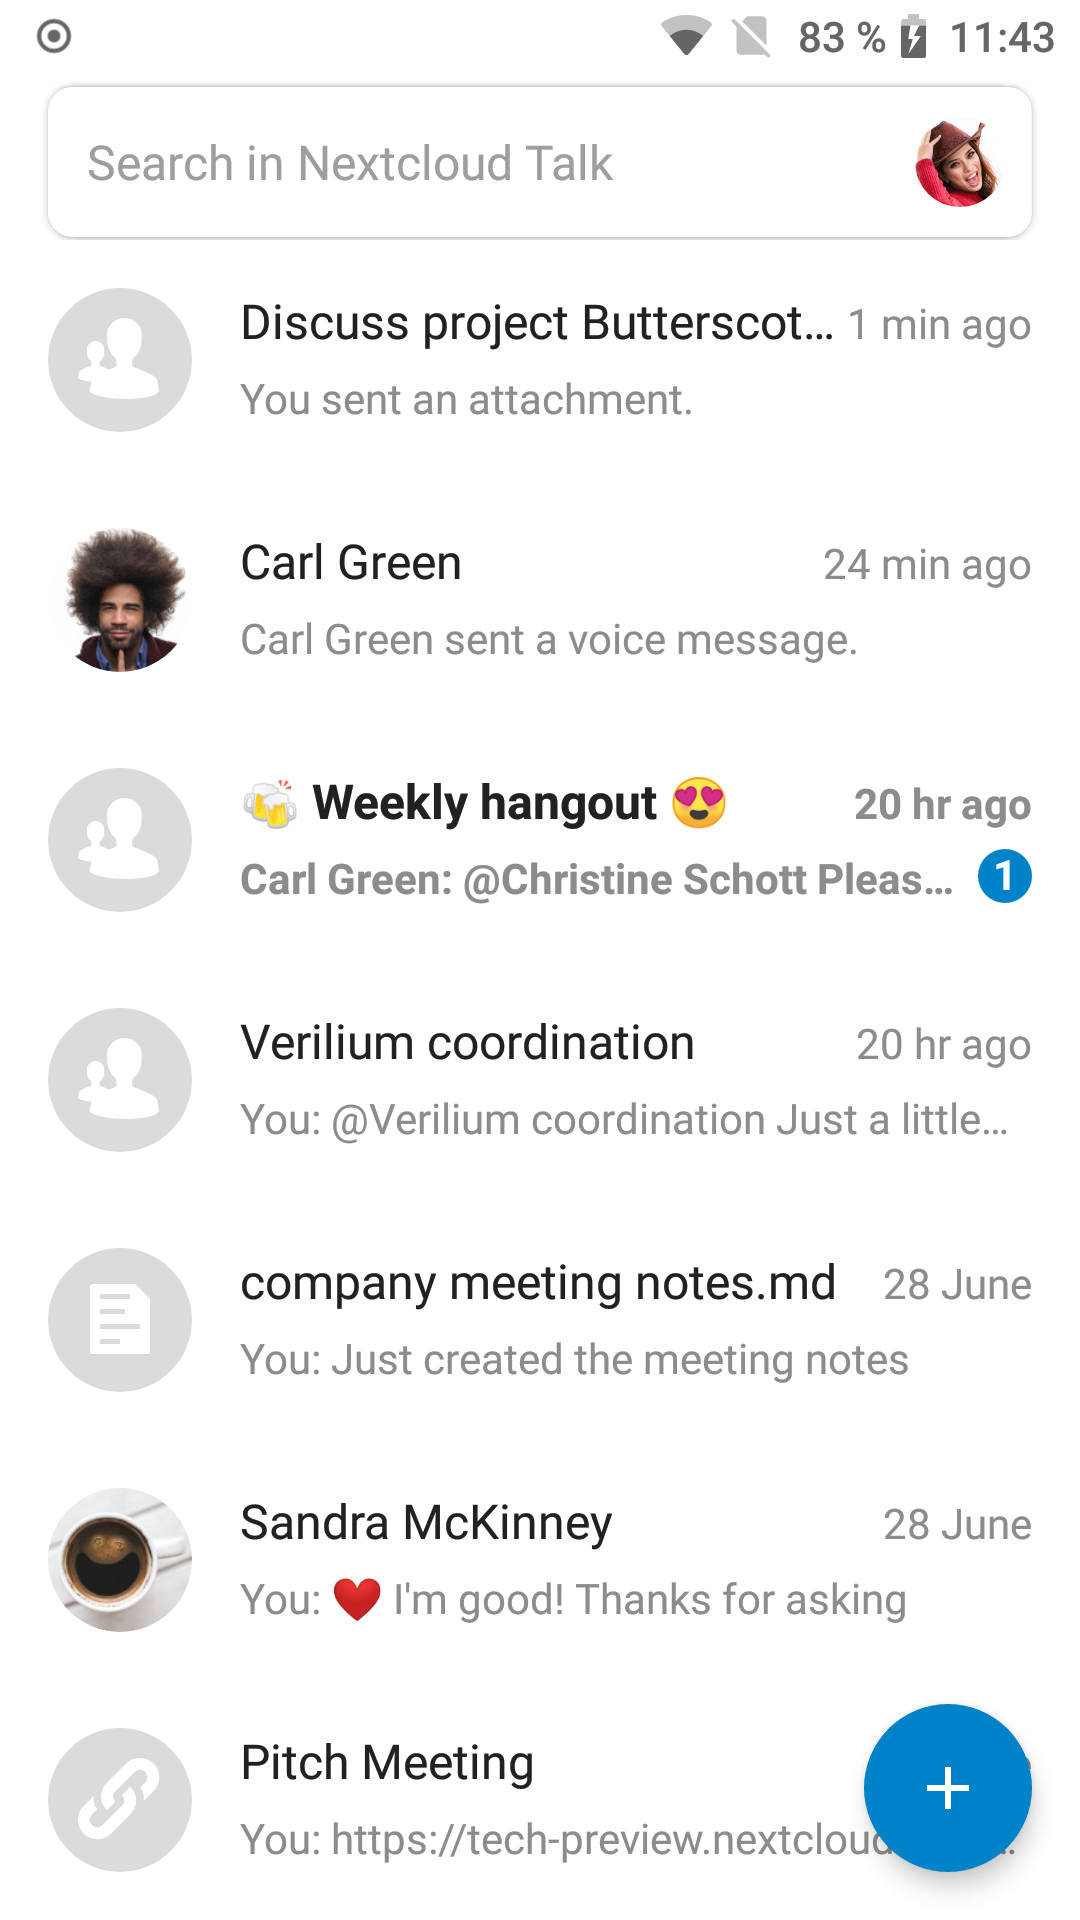 83 % 11:43
Search in Nextcloud Talk
Discuss project Butterscot... 1 min ago
You sent an attachment.
Carl Green 24 min ago
Carl Green sent a voice message.
🍻 Weekly hangout 😍 20 hr ago
Carl Green: @Christine Schott Pleas... 1
Verilium coordination 20 hr ago
You: @Verilium coordination Just a little...
company meeting notes.md 28 June
You: Just created the meeting notes
Sandra McKinney 28 June
You: ❤️ I'm good! Thanks for asking
Pitch Meeting
You: https://tech-preview.nextcloud